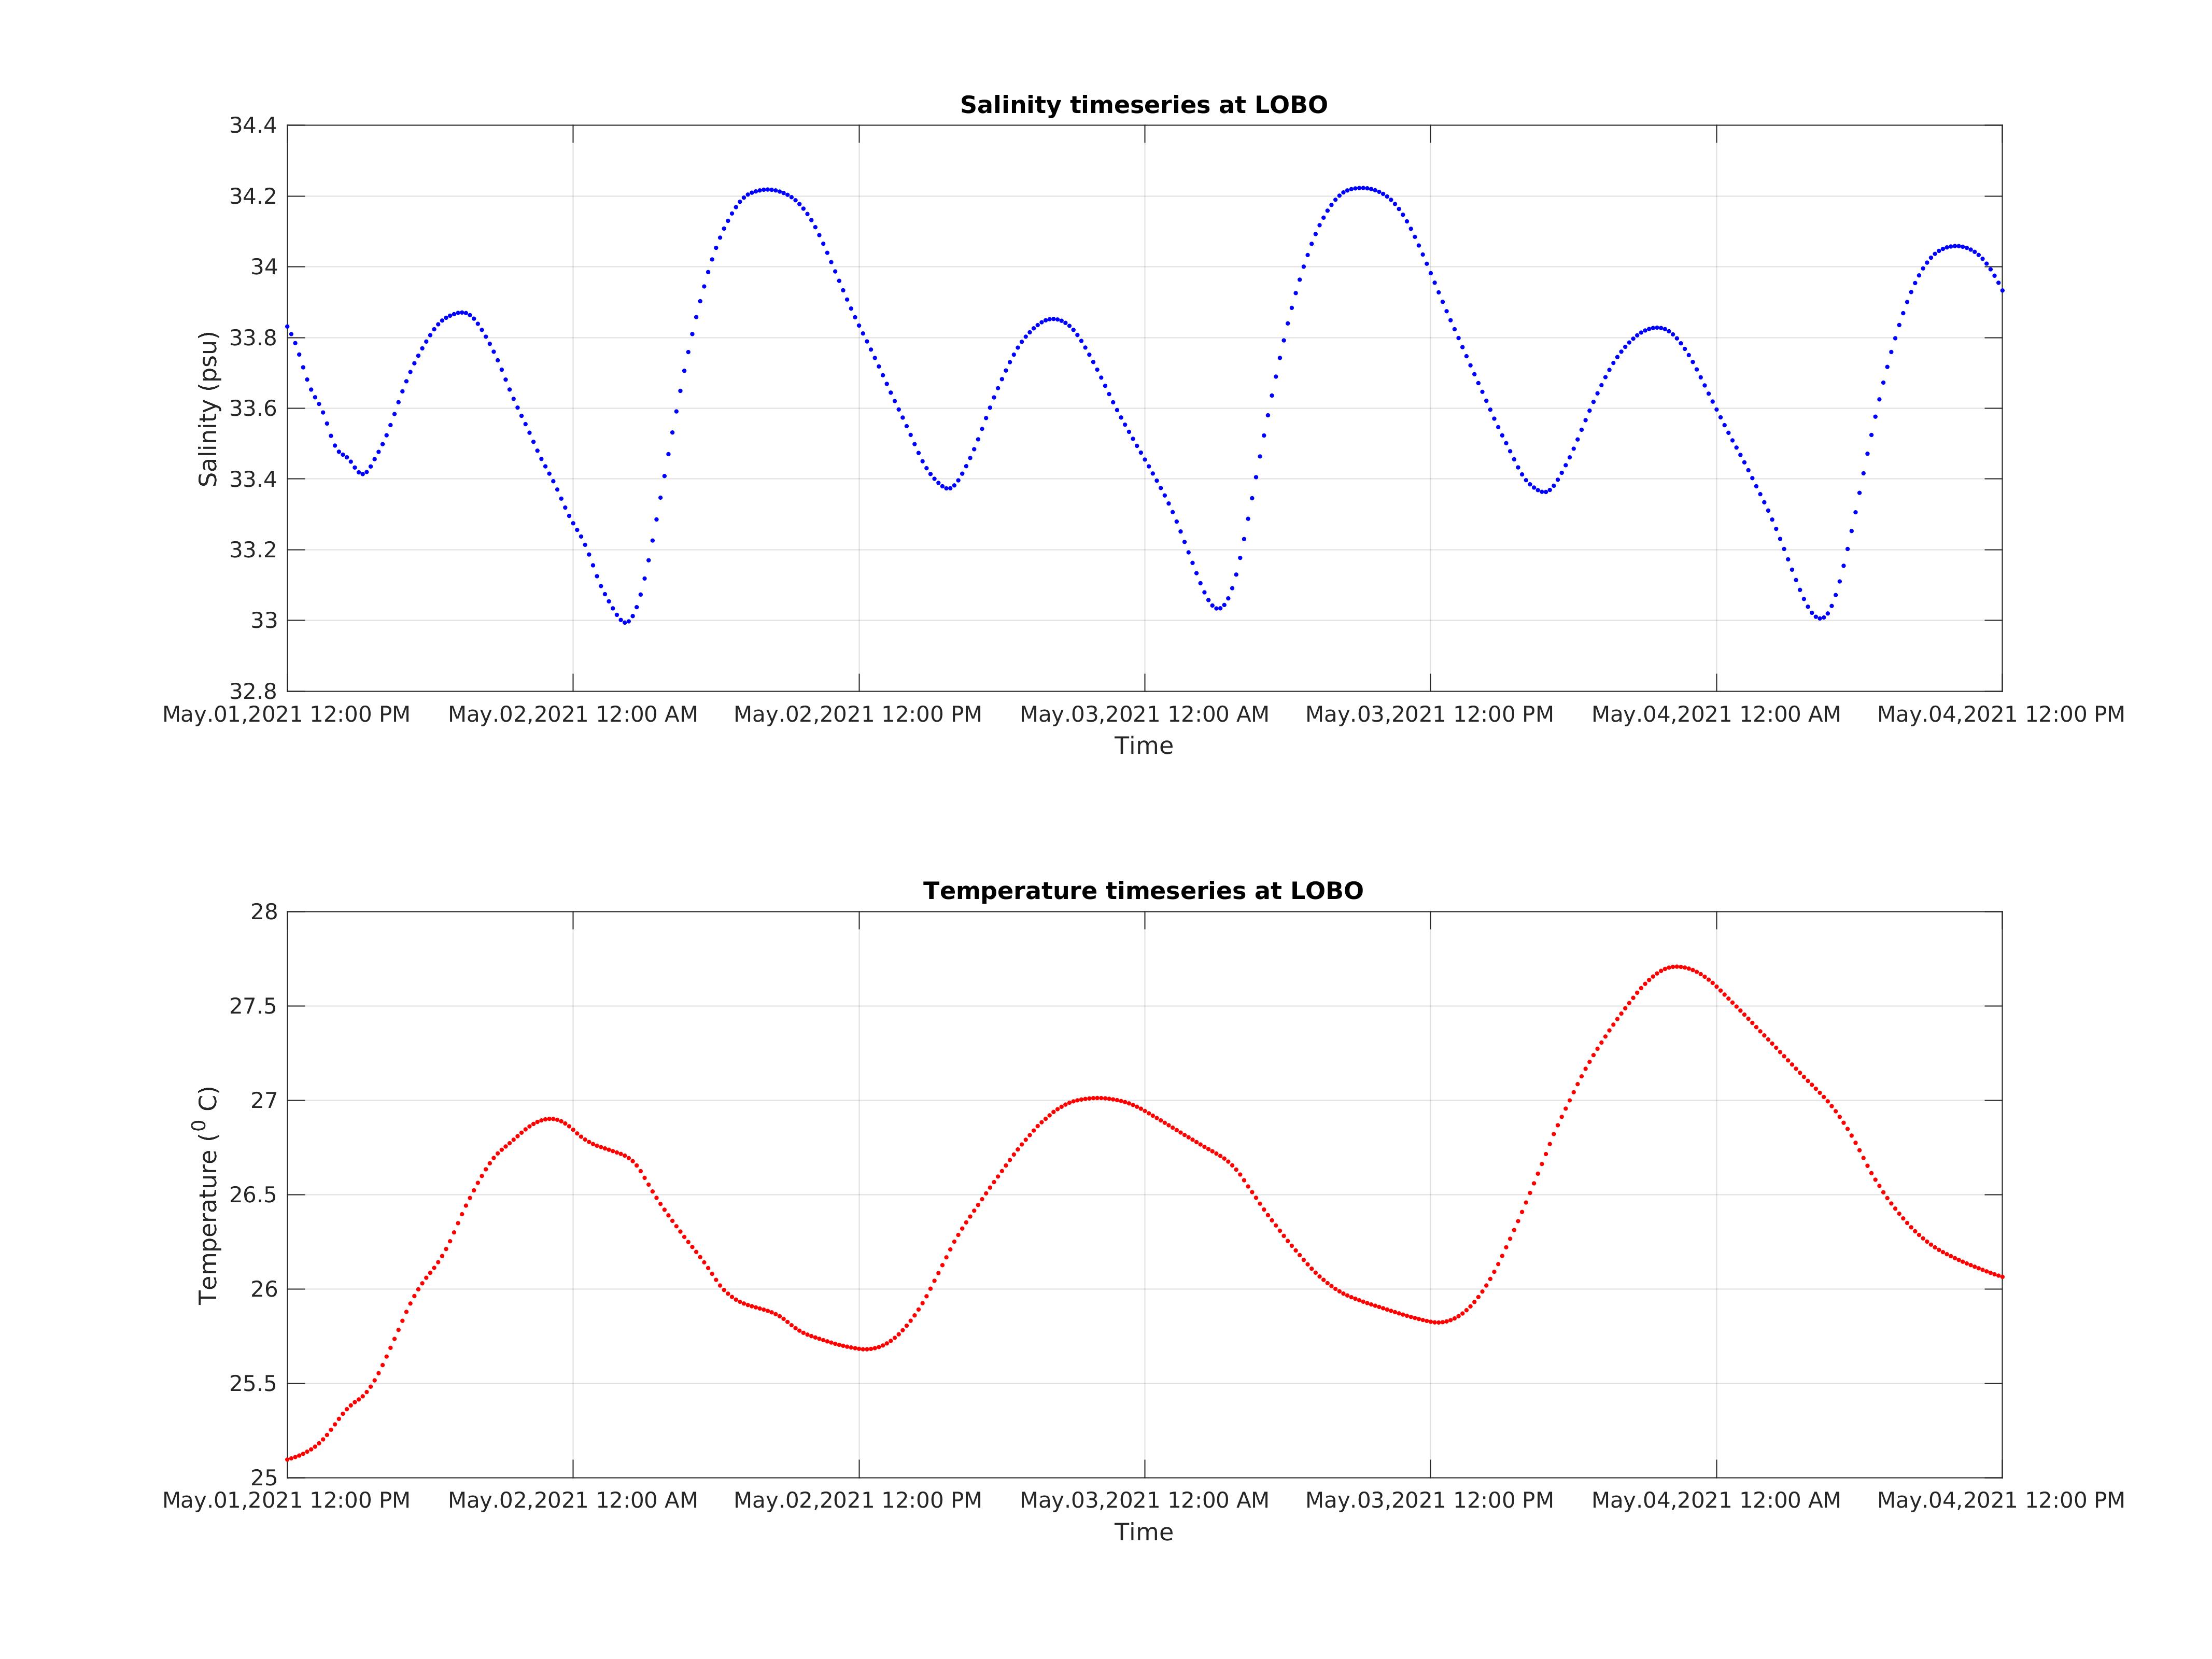 Salinity timeseries at LOBO
34.4
34.2
34
33.8
33.6
33.4
33.2
33
32.8
Salinity (psu)
May.01,2021 12:00 PM May.02,2021 12:00 AM May.02,2021 12:00 PM May.03,2021 12:00 AM May.03,2021 12:00 PM May.04,2021 12:00 AM May.04,2021 12:00 PM
Time
Temperature timeseries at LOBO
28
27.5
27
26.5
26
25.5
25
Temperature (⁰ C)
May.01,2021 12:00 PM May.02,2021 12:00 AM May.02,2021 12:00 PM May.03,2021 12:00 AM May.03,2021 12:00 PM May.04,2021 12:00 AM May.04,2021 12:00 PM
Time